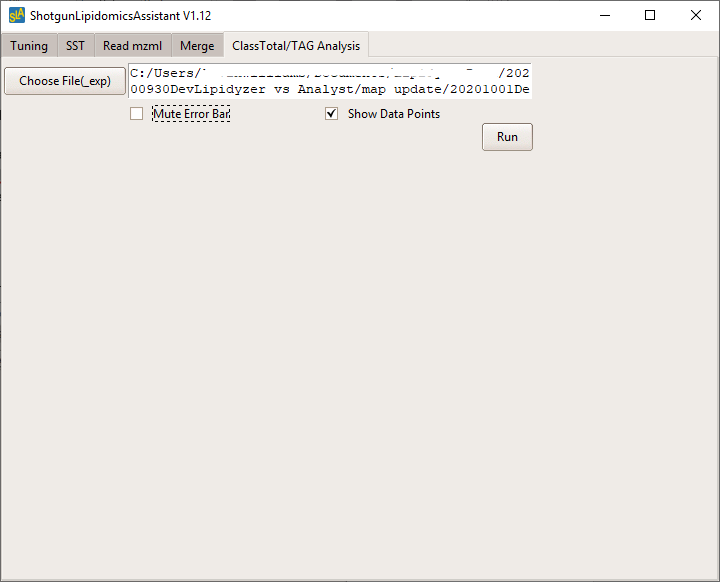 SLA ShotgunLipidomicsAssistant V1.12
Tuning SST Read mzml Merge ClassTotal/TAG Analysis
Choose File(_exp)
C:/Users/ /202
00930DevLipidyzer vs Analyst/map update/20201001De
Mute Error Bar Show Data Points
Run